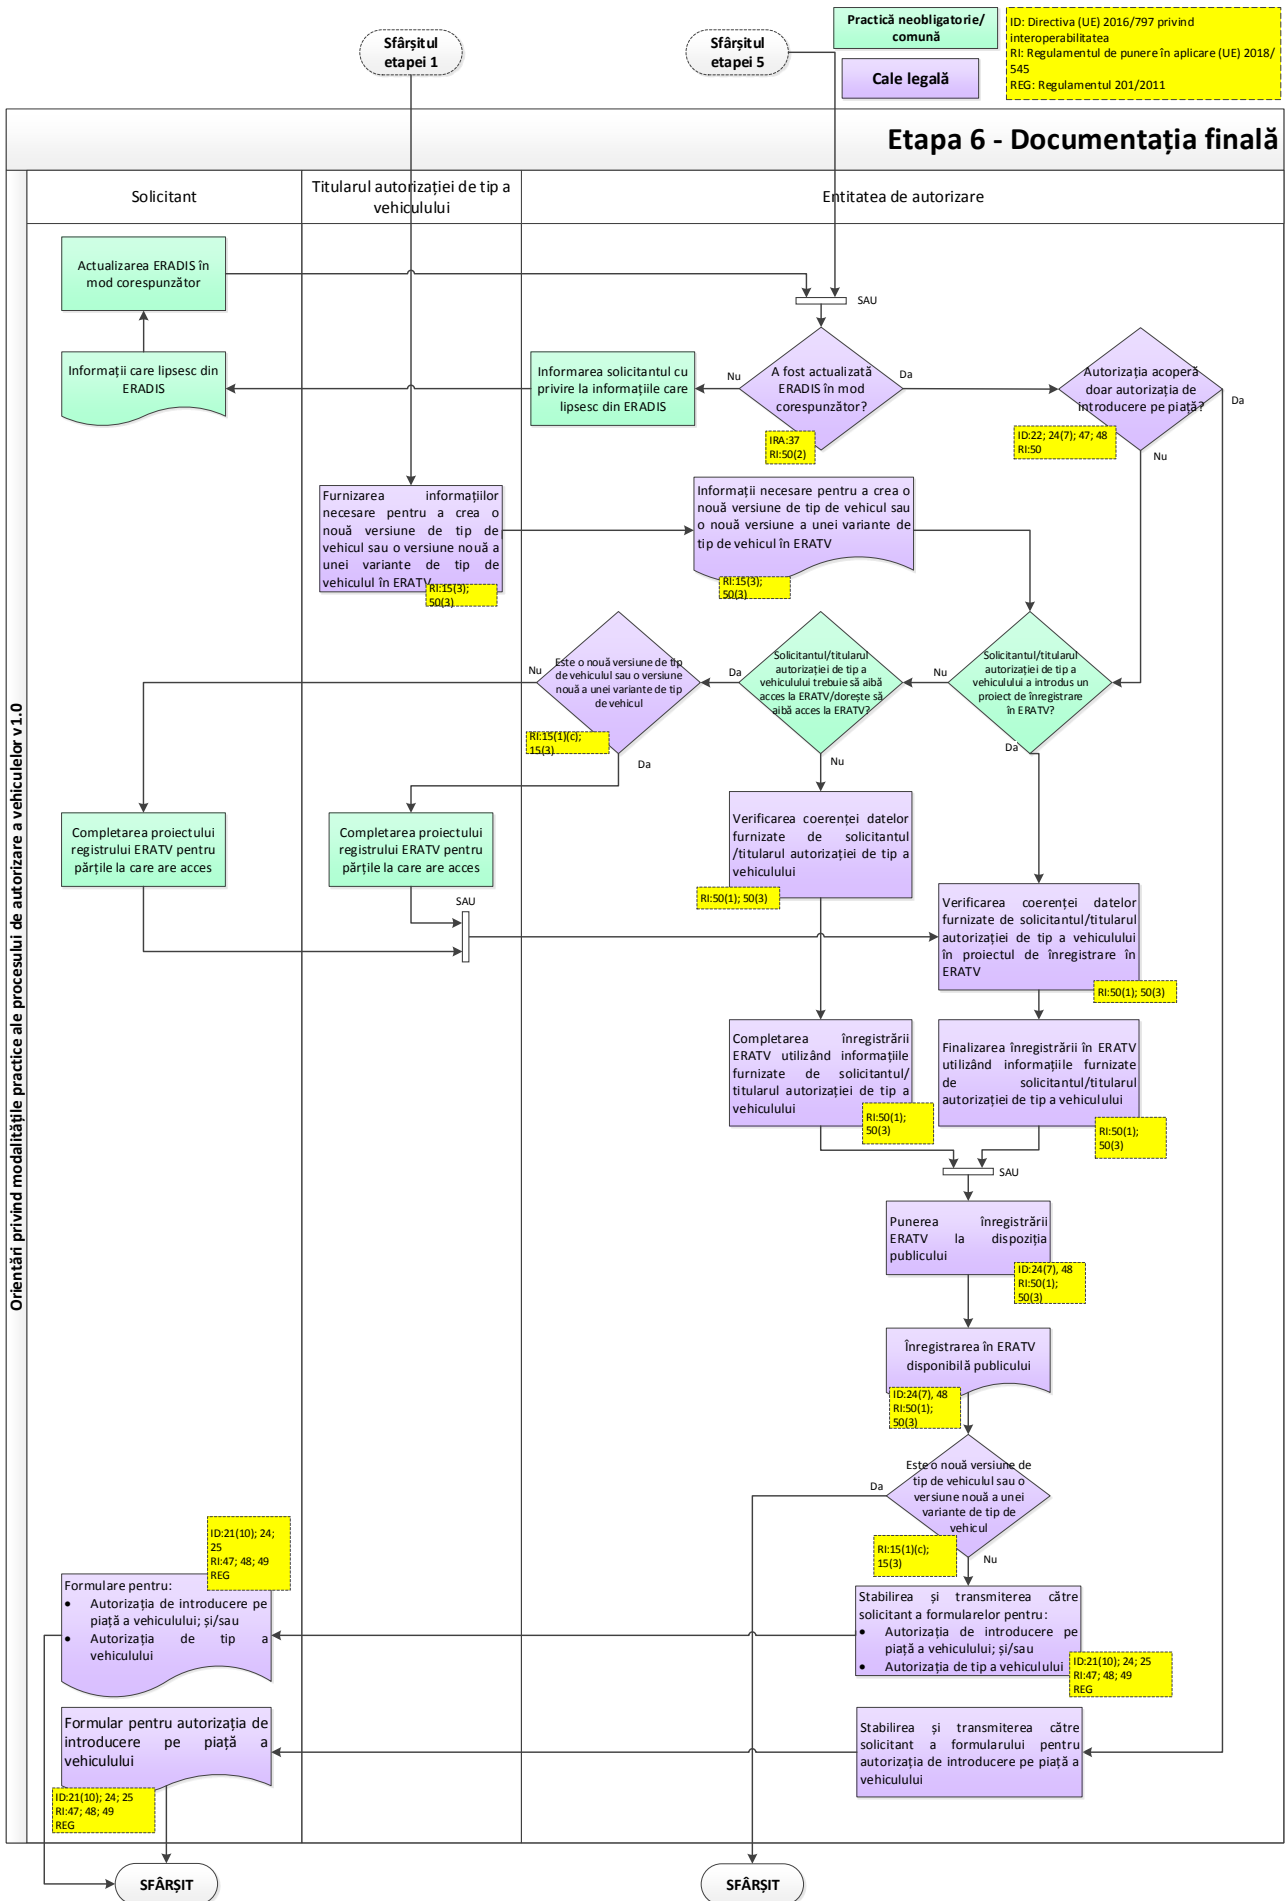 Sfârșitul
etapei 1
Sfârșitul
etapei 5
Practică neobligatorie/
comună
Cale legală
ID: Directiva (UE) 2016/797 privind
interoperabilitatea
RI: Regulamentul de punere în aplicare (UE) 2018/
545
REG: Regulamentul 201/2011
Etapa 6 - Documentația finală
Orientări privind modalitățile practice ale procesului de autorizare a vehiculelor v1.0
Solicitant
Titularul autorizației de tip a
vehiculului
Entitatea de autorizare
Actualizarea ERADIS în
mod corespunzător
SAU
Informații care lipsesc din
ERADIS
Informarea solicitantul cu
privire la informațiile care
lipsesc din ERADIS
Nu
A fost actualizată
ERADIS în mod
corespunzător?
Da
IRA:37
RI:50(2)
Autorizația acoperă
doar autorizația de
introducere pe piață?
Da
ID:22; 24(7); 47; 48
RI:50
Nu
Furnizarea informațiilor
necesare pentru a crea o
nouă versiune de tip de
vehicul sau o versiune nouă a
unei variante de tip de
vehiculul în ERATV
RI:15(3);
50(3)
Informații necesare pentru a crea o
nouă versiune de tip de vehicul sau
o nouă versiune a unei variante de
tip de vehicul în ERATV
RI:15(3);
50(3)
Nu
Este o nouă versiune de tip
de vehiculul sau o versiune
nouă a unei variante de tip
de vehicul
RI:15(1)(c);
15(3)
Da
Da
Solicitantul/titularul
autorizației de tip a
vehiculului trebuie să aibă
acces la ERATV/dorește să
aibă acces la ERATV?
Nu
Nu
Solicitantul/titularul
autorizației de tip a
vehiculului a introdus un
proiect de înregistrare
în ERATV?
Da
Completarea proiectului
registrului ERATV pentru
părțile la care are acces
Completarea proiectului
registrului ERATV pentru
părțile la care are acces
SAU
Verificarea coerenței datelor
furnizate de solicitantul
/titularul autorizației de tip a
vehiculului
RI:50(1); 50(3)
Verificarea coerenței datelor
furnizate de solicitantul/titularul
autorizației de tip a vehiculului
în proiectul de înregistrare în
ERATV
RI:50(1); 50(3)
Completarea înregistrării
ERATV utilizând informațiile
furnizate de solicitantul/
titularul autorizației de tip a
vehiculului
RI:50(1);
50(3)
Finalizarea înregistrării în ERATV
utilizând informațiile furnizate
de solicitantul/titularul
autorizației de tip a vehiculului
RI:50(1);
50(3)
SAU
Punerea înregistrării
ERATV la dispoziția
publicului
ID:24(7), 48
RI:50(1);
50(3)
Înregistrarea în ERATV
disponibilă publicului
ID:24(7), 48
RI:50(1);
50(3)
Da
Este o nouă versiune de
tip de vehiculul sau o
versiune nouă a unei
variante de tip de
vehicul
RI:15(1)(c);
15(3)
Nu
ID:21(10); 24;
25
RI:47; 48; 49
REG
Formulare pentru:
• Autorizația de introducere pe
piață a vehiculului; și/sau
• Autorizația de tip a
vehiculului
Stabilirea și transmiterea către
solicitant a formularelor pentru:
• Autorizația de introducere pe
piață a vehiculului; și/sau
• Autorizația de tip a vehiculului
ID:21(10); 24; 25
RI:47; 48; 49
REG
Formular pentru autorizația de
introducere pe piață a
vehiculului
ID:21(10); 24; 25
RI:47; 48; 49
REG
Stabilirea și transmiterea către
solicitant a formularului pentru
autorizația de introducere pe piață a
vehiculului
SFÂRȘIT
SFÂRȘIT